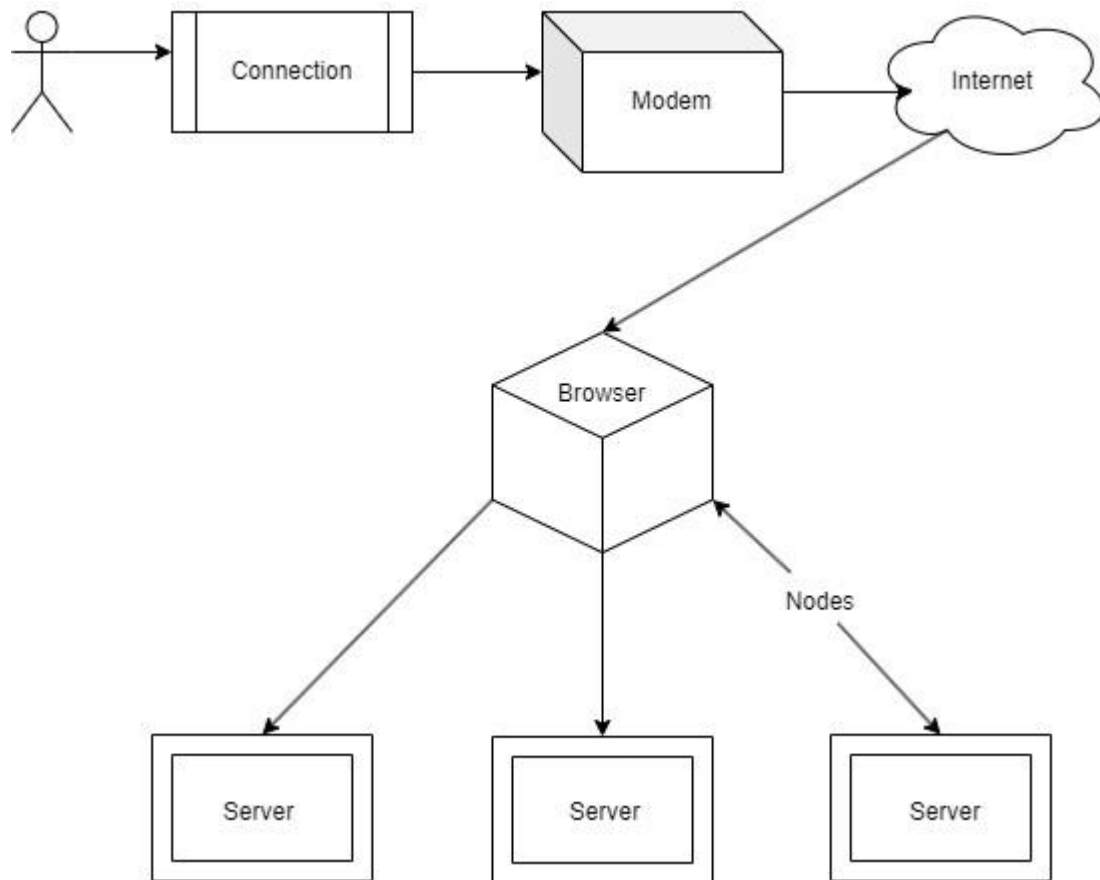 Connection
Modem
Internet
Browser
Nodes
Server
Server
Server